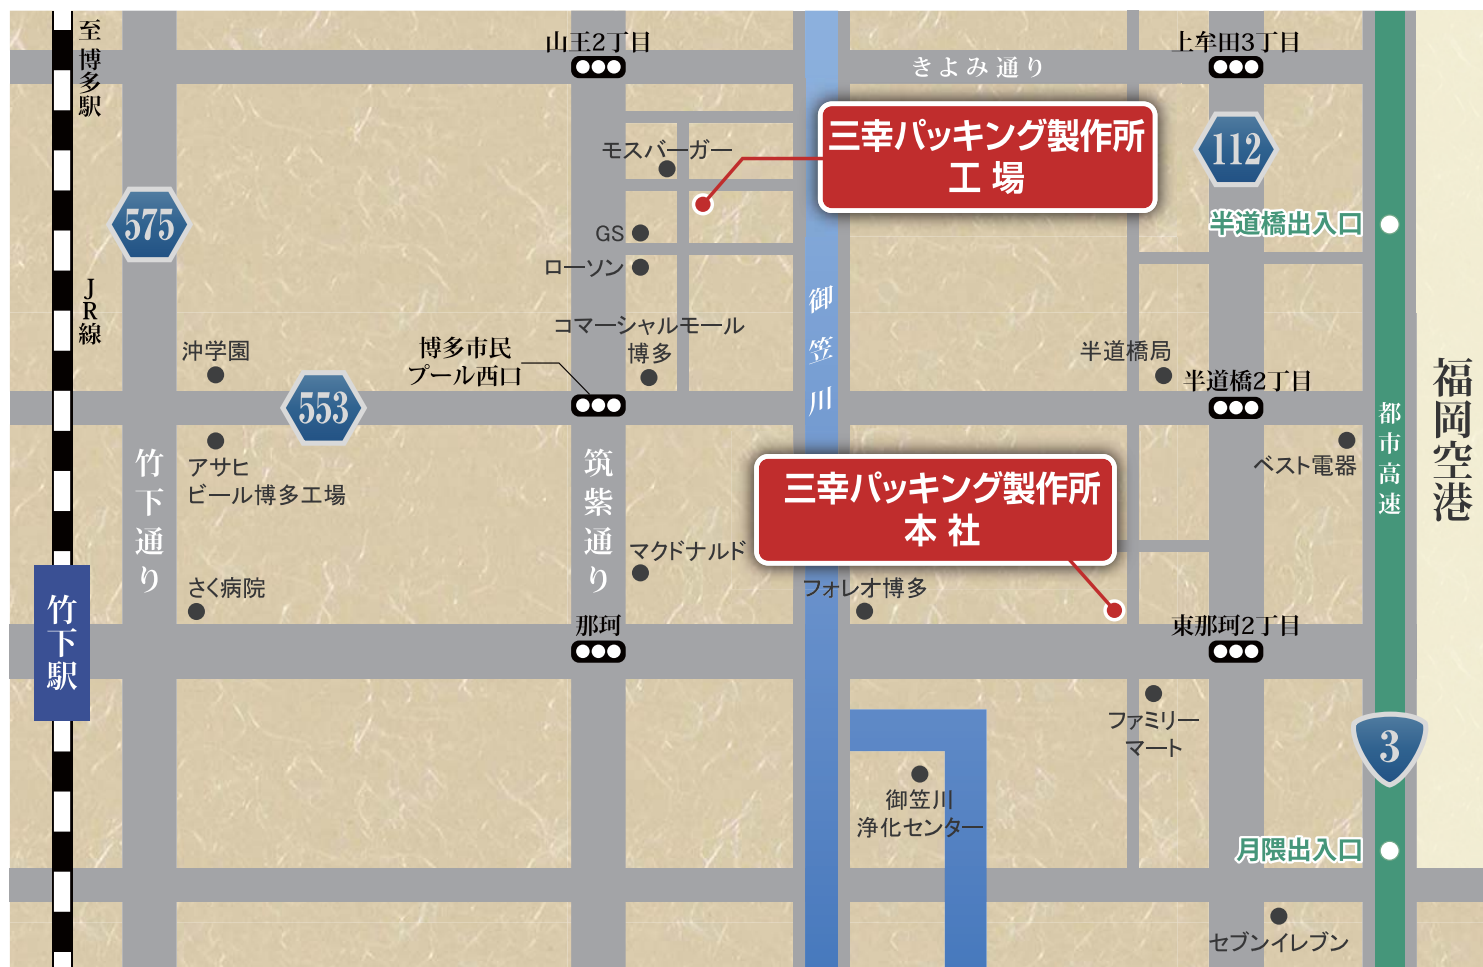 至博多駅
山王2丁目
上牟田3丁目
きよみ通り
三幸パッキング製作所
工場
112
モスバーガー
575
半道橋出入口
GS
ローソン
JR線
御笠川
コマーシャルモール
博多
沖学園
博多市民
プール西口
半道橋局
半道橋2丁目
福岡空港
553
都市高速
竹下通り
アサヒ
ビール博多工場
筑紫通り
三幸パッキング製作所
本社
ベスト電器
マクドナルド
さく病院
フォレオ博多
竹下駅
那珂
東那珂2丁目
ファミリー
マート
3
御笠川
浄化センター
月隈出入口
セブンイレブン